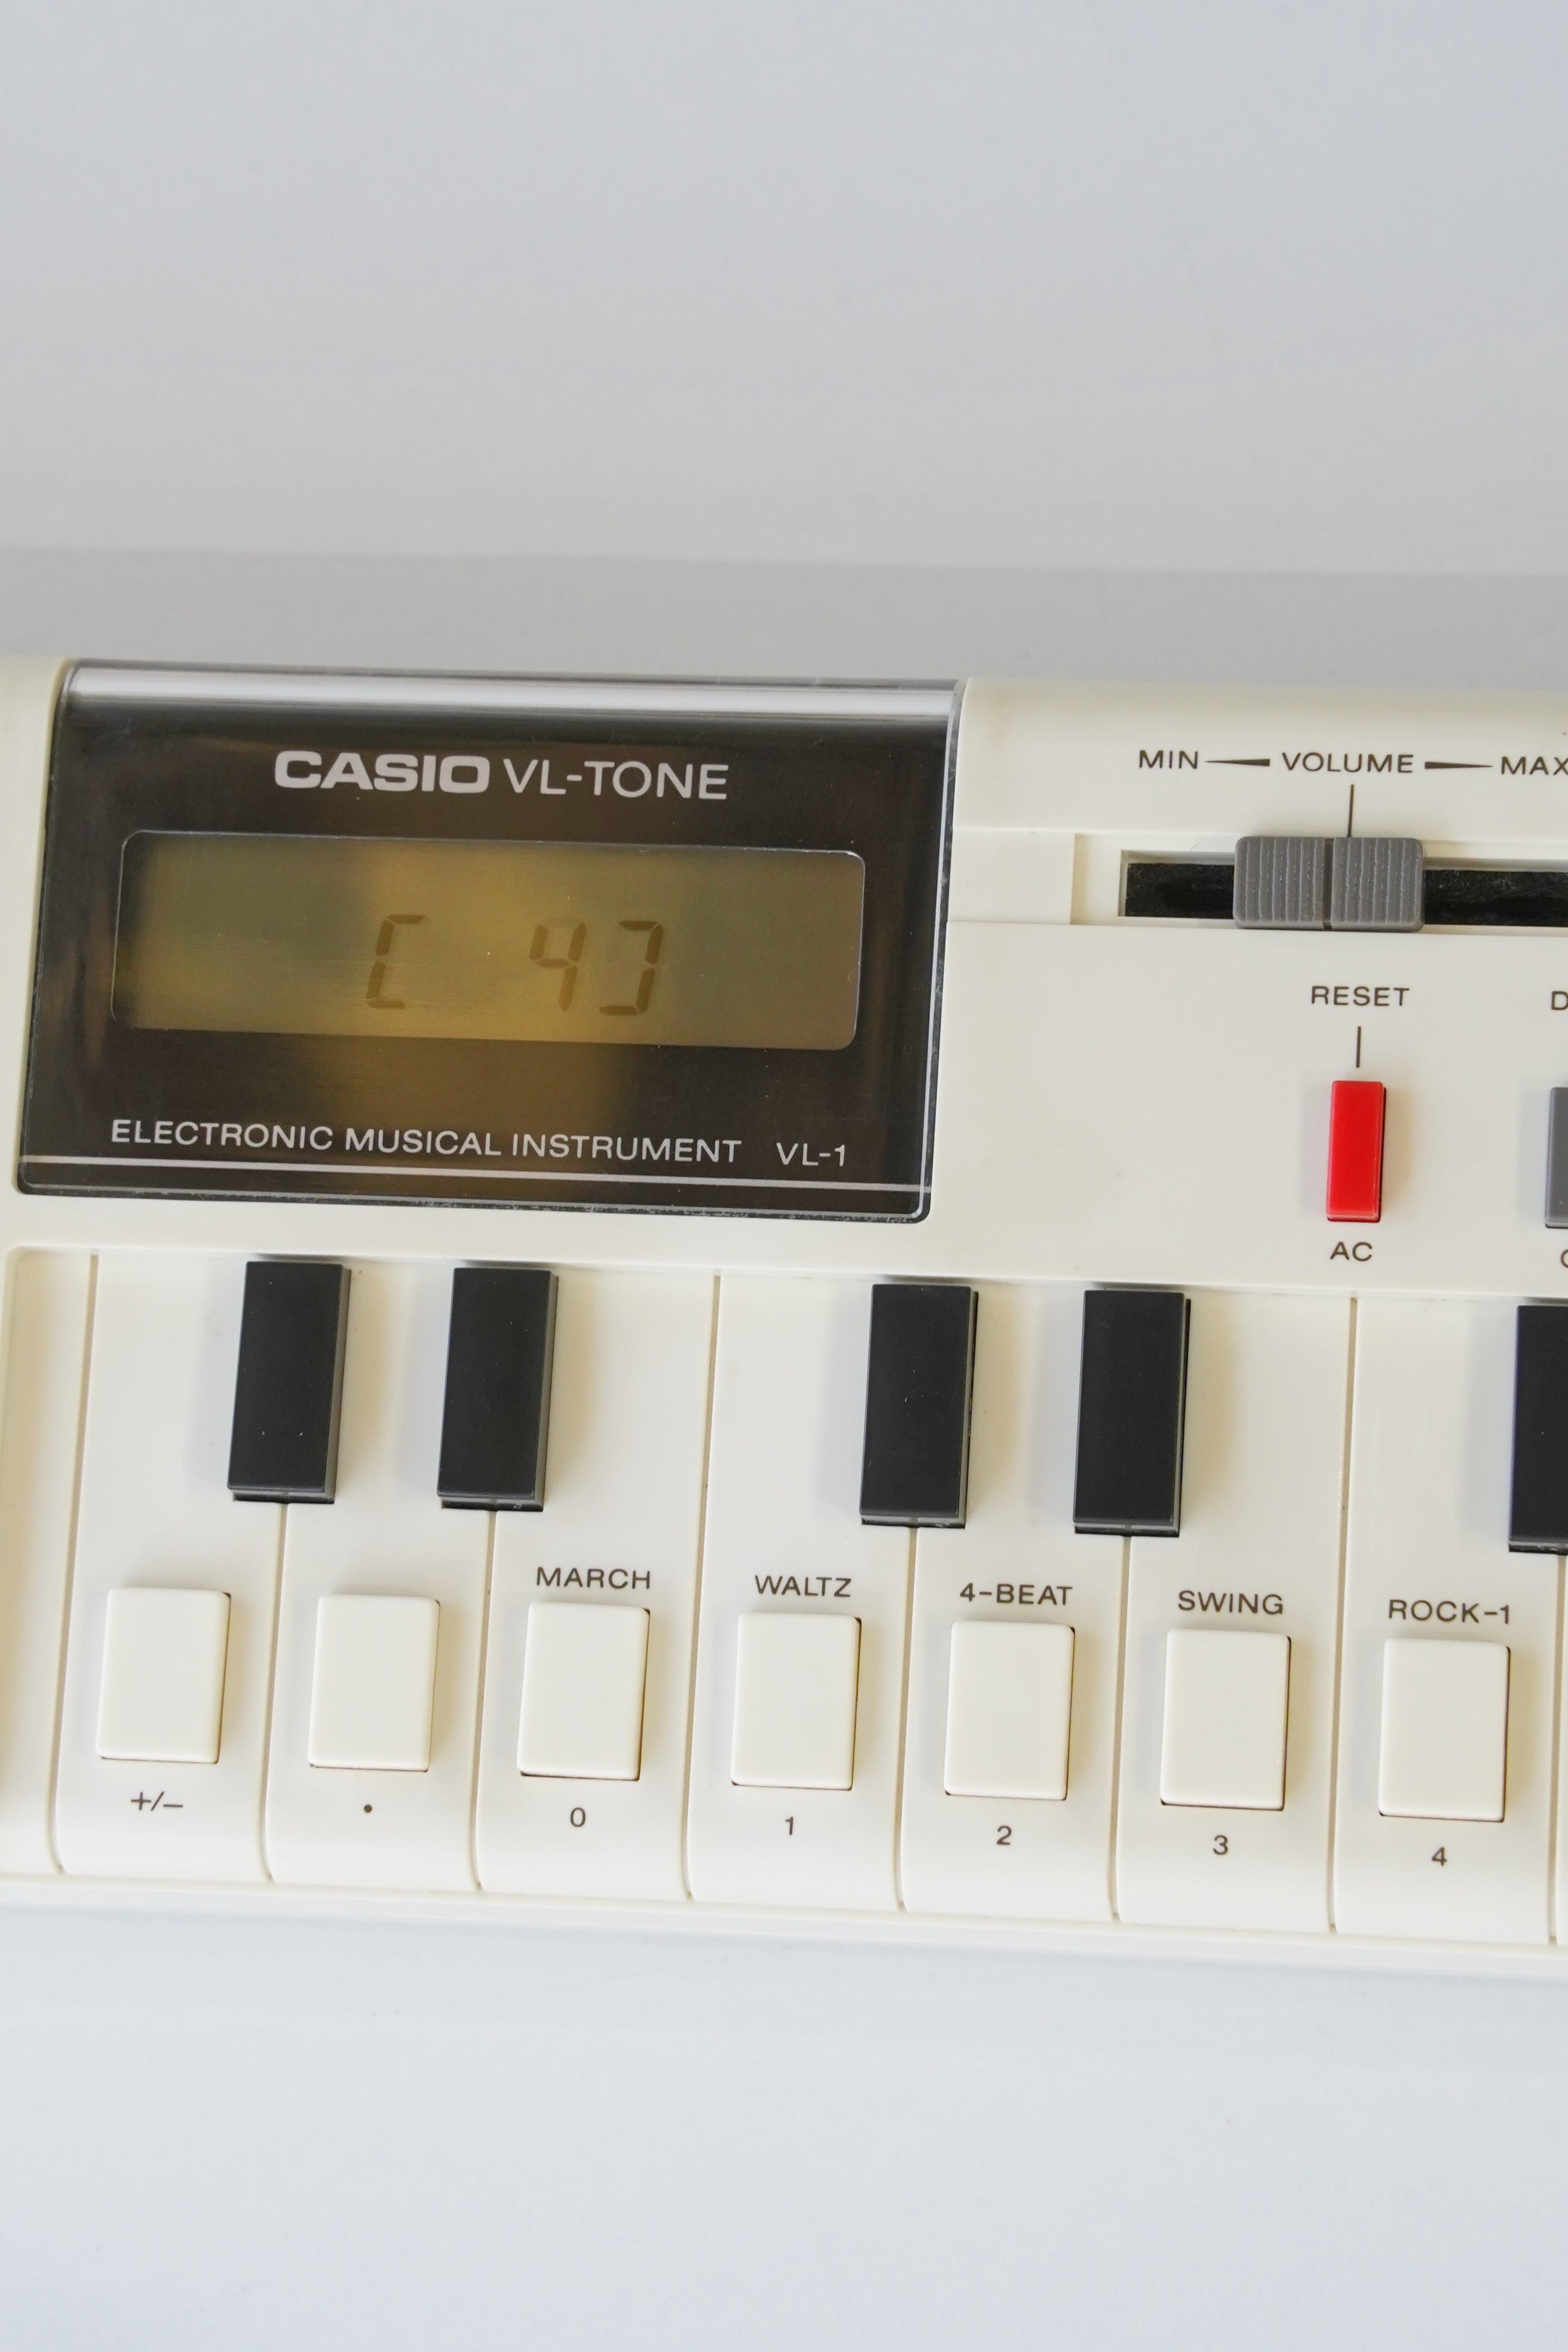 CASIO VL-TONE
[ 4]
ELECTRONIC MUSICAL INSTRUMENT VL-1
MIN VOLUME MAX
RESET
AC
MARCH WALTZ 4-BEAT SWING ROCK-1
+/− • 0 1 2 3 4